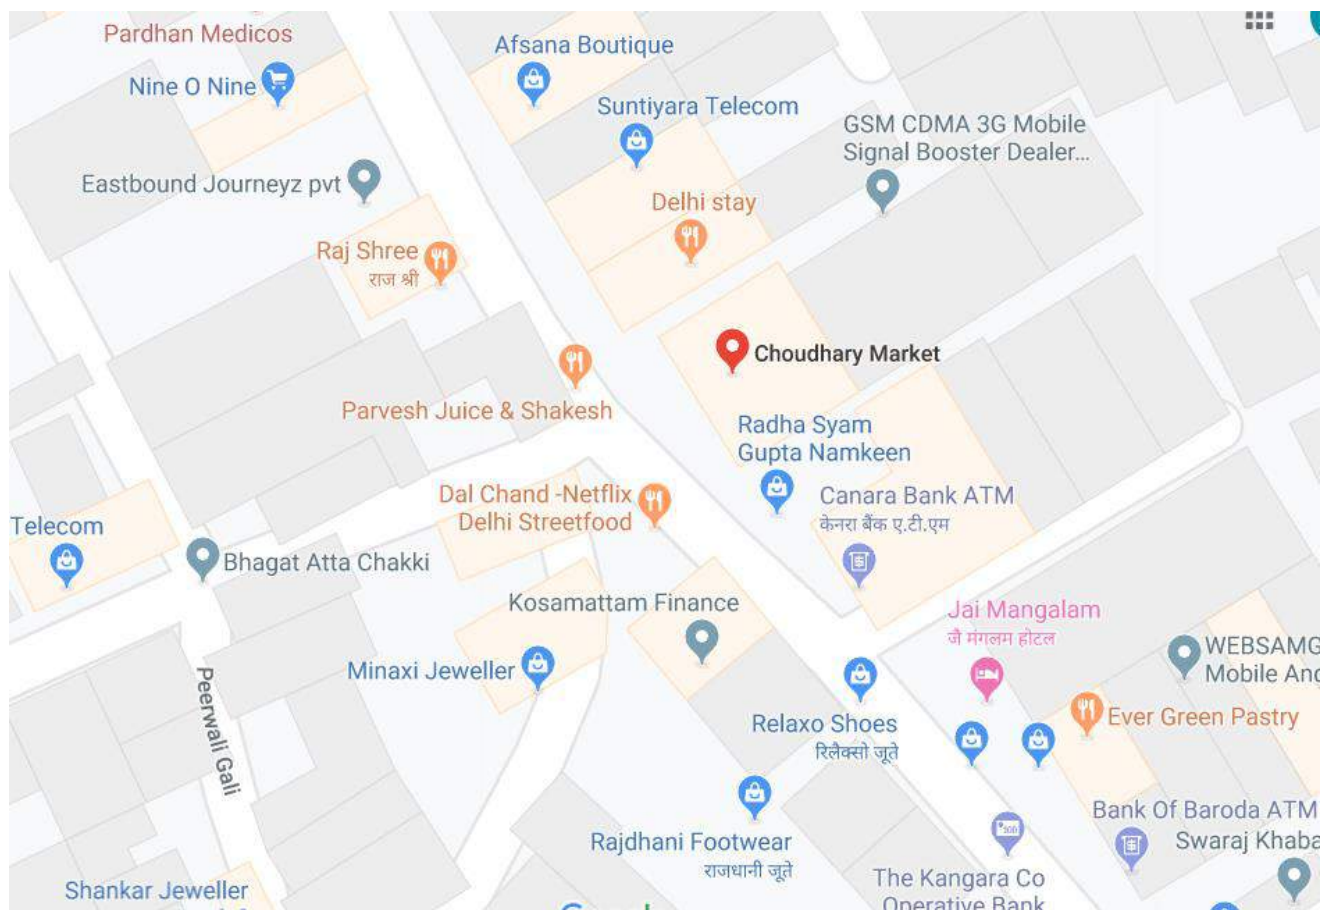 Pardhan Medicos
Afsana Boutique
Nine O Nine
Suntiyara Telecom
GSM CDMA 3G Mobile
Signal Booster Dealer...
Eastbound Journeyz pvt
Delhi stay
Raj Shree
राज श्री
Choudhary Market
Parvesh Juice & Shakesh
Radha Syam
Gupta Namkeen
Dal Chand -Netflix
Delhi Streetfood
Canara Bank ATM
केनरा बैंक ए.टी.एम
Telecom
Bhagat Atta Chakki
Kosamattam Finance
Jai Mangalam
जै मंगलम होटल
WEBSAMG
Mobile And
Minaxi Jeweller
Peerwali Gali
Ever Green Pastry
Relaxo Shoes
रिलैक्सो जूते
Bank Of Baroda ATM
Rajdhani Footwear
राजधानी जूते
Swaraj Khaba
The Kangara Co
Operative Bank
Shankar Jeweller